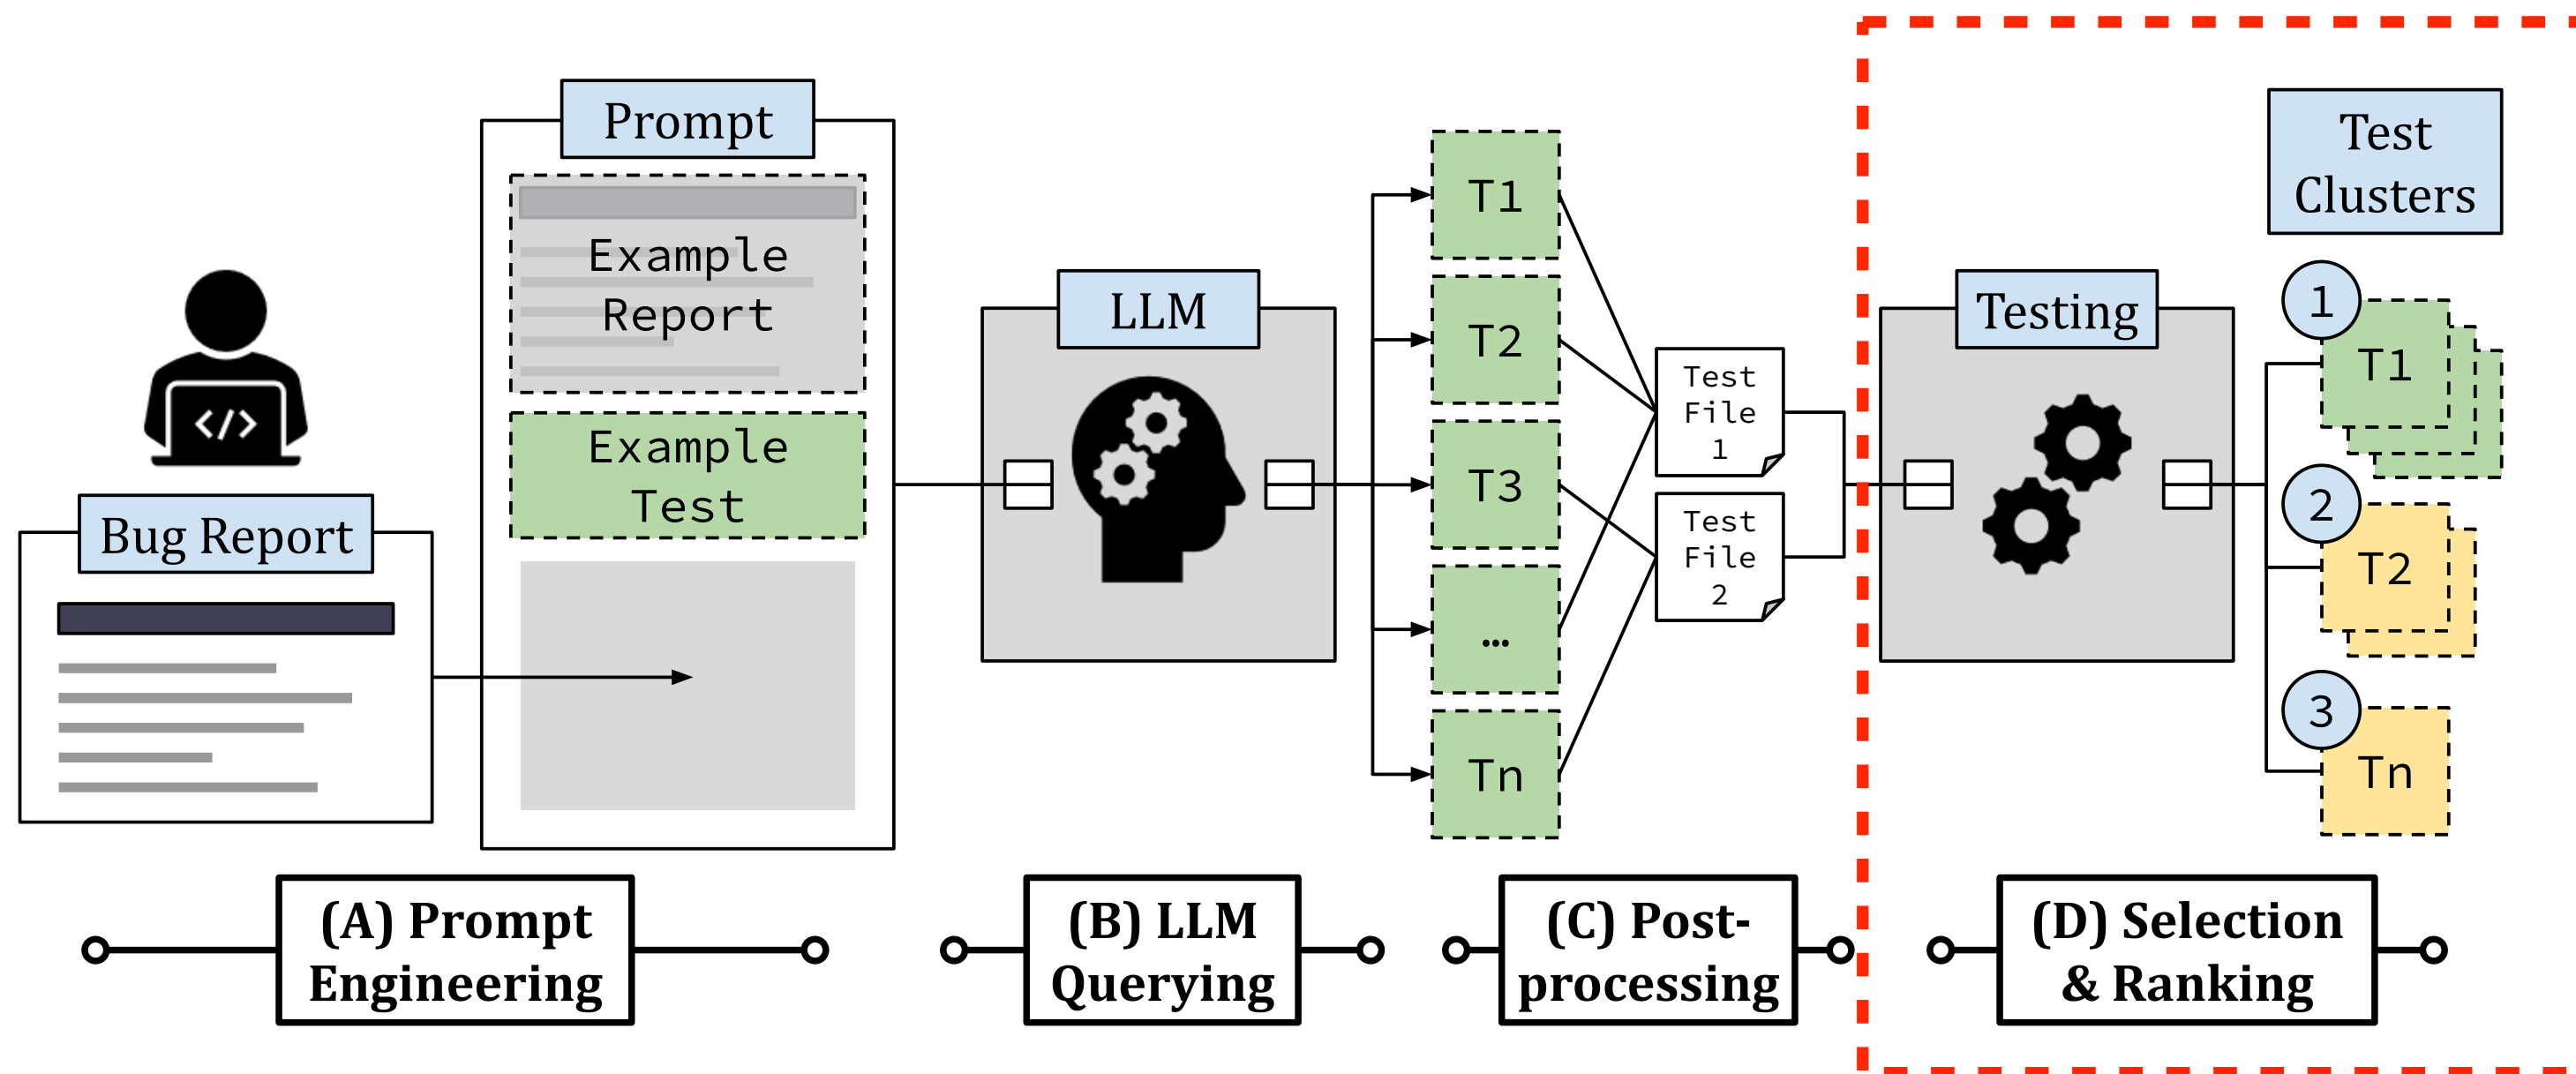 Bug Report
</>
Prompt
Example
Report
Example
Test
LLM
T1
T2
T3
…
Tn
Test
File
1
Test
File
2
Testing
Test
Clusters
1
T1
2
T2
3
Tn
(A) Prompt
Engineering
(B) LLM
Querying
(C) Post-
processing
(D) Selection
& Ranking